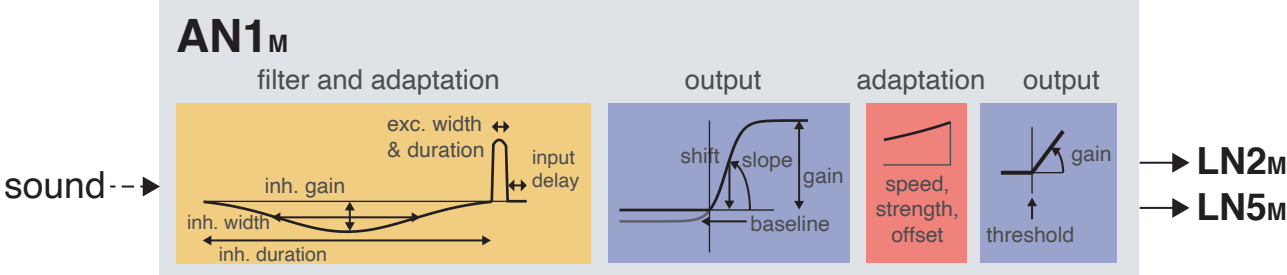 AN1M
filter and adaptation
output
adaptation
output
sound
exc. width
& duration
input
delay
inh. gain
inh. width
inh. duration
shift
slope
gain
baseline
speed,
strength,
offset
gain
threshold
LN2M
LN5M